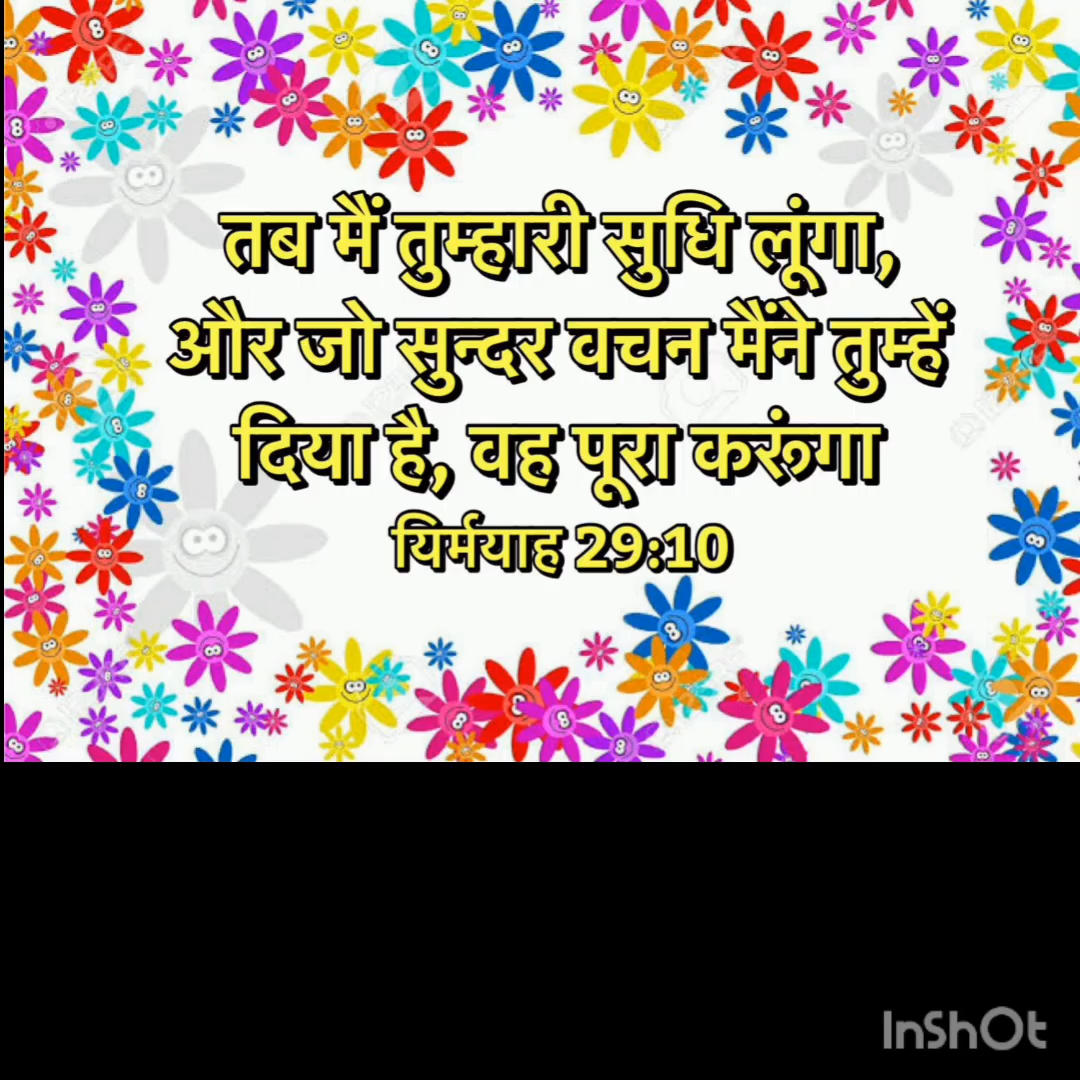 तब मैं तुम्हारी सुधि लूंगा,
और जो सुन्दर वचन मैंने तुम्हें
दिया है, वह पूरा करूंगा
यिर्मयाह 29:10
InShOt